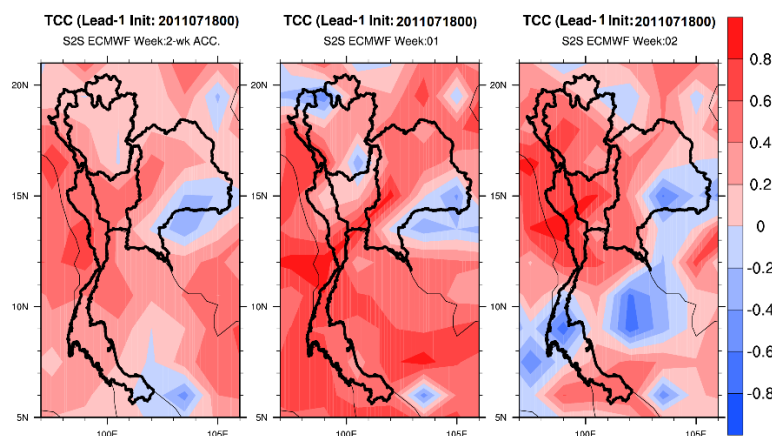 TCC (Lead-1 Init: 2011071800)
S2S ECMWF Week:2-wk ACC.
20N
15N
10N
5N
100E
105E
TCC (Lead-1 Init:2011071800)
S2S ECMWF Week:01
20N
15N
10N
5N
100E
105E
TCC (Lead-1 Init: 2011071800)
S2S ECMWF Week:02
20N
15N
10N
5N
100E
105E
0.8
0.6
0.4
0.2
0
-0.2
-0.4
-0.6
-0.8